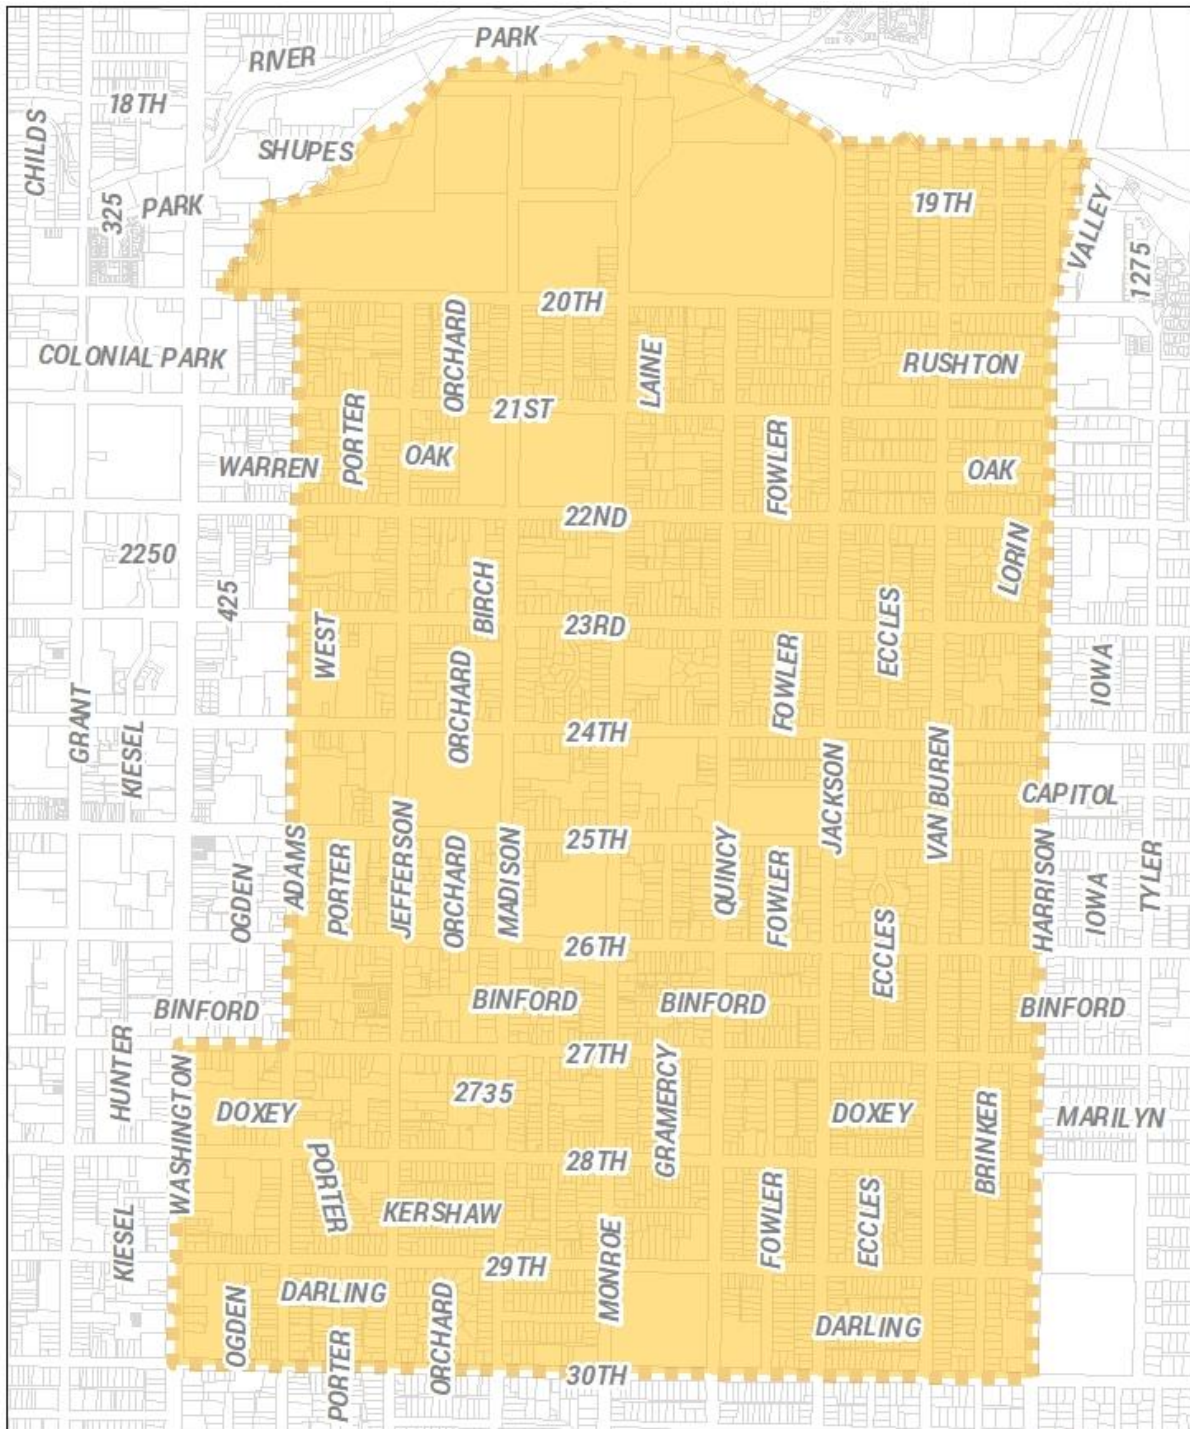 PARK
RIVER
18TH
CHILDS
SHUPES
325
PARK
19TH
VALLEY
1275
20TH
ORCHARD
COLONIAL PARK
LAINE
RUSHTON
21ST
PORTER
WARREN
OAK
FOWLER
OAK
22ND
2250
LORIN
425
BIRCH
23RD
WEST
ECCLES
IOWA
ORCHARD
FOWLER
GRANT
KIESEL
24TH
JACKSON
VAN BUREN
CAPITOL
25TH
ADAMS
JEFFERSON
MADISON
QUINCY
OGDEN
PORTER
ORCHARD
FOWLER
HARRISON
IOWA
TYLER
26TH
ECCLES
BINFORD
BINFORD
BINFORD
BINFORD
27TH
HUNTER
WASHINGTON
DOXEY
2735
GRAMERCY
DOXEY
BRINKER
MARILYN
28TH
PORTER
KERSHAW
KIESEL
FOWLER
ECCLES
29TH
MONROE
DARLING
OGDEN
ORCHARD
DARLING
PORTER
30TH